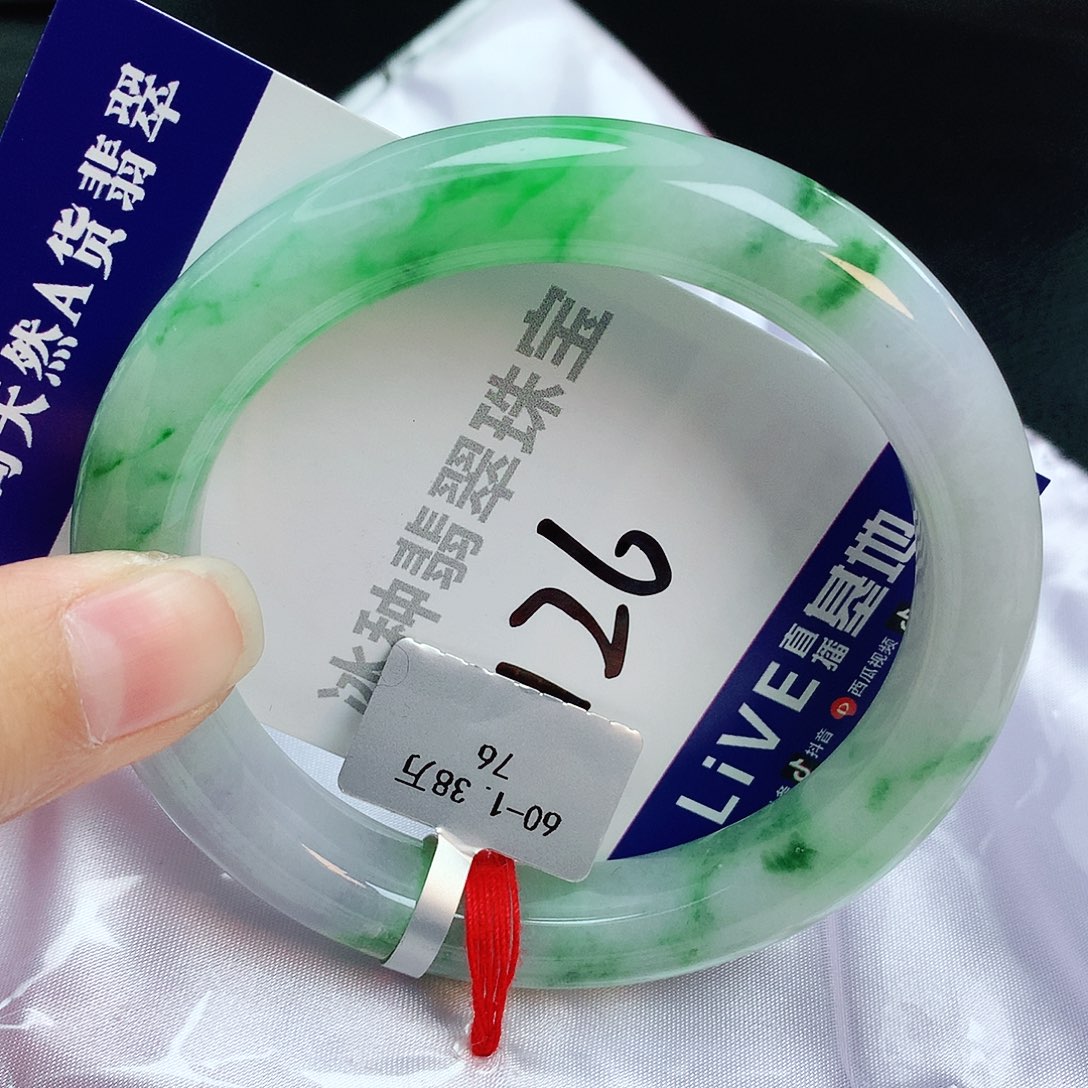 天然A货翡翠
冰种翡翠珠宝
126
LiVE直播基地
抖音
西瓜视频
60-1.38万
76